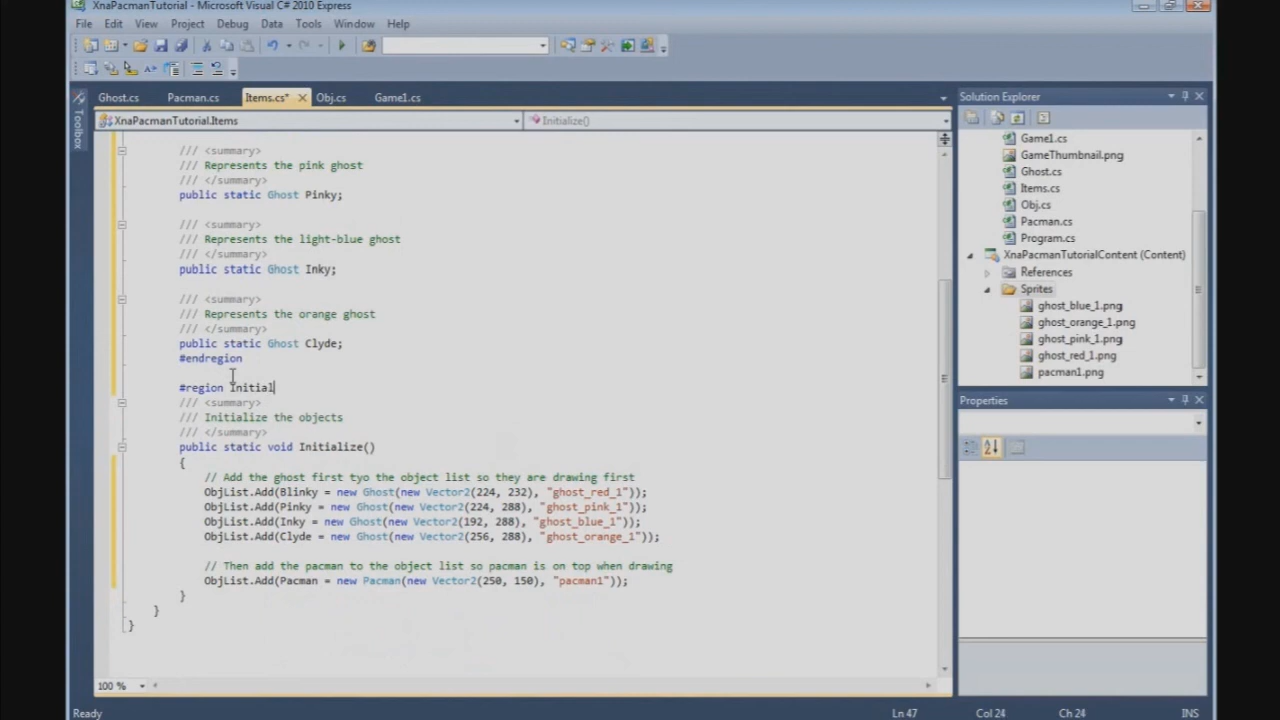 XnaPacmanTutorial - Microsoft Visual C# 2010 Express
File Edit View Project Debug Data Tools Window Help
Toolbox
Ghost.cs Pacman.cs Items.cs* Obj.cs Game1.cs
XnaPacmanTutorial.Items
Initialize()
/// <summary>
/// Represents the pink ghost
/// </summary>
public static Ghost Pinky;
/// <summary>
/// Represents the light-blue ghost
/// </summary>
public static Ghost Inky;
/// <summary>
/// Represents the orange ghost
/// </summary>
public static Ghost Clyde;
#endregion
#region Initial
/// <summary>
/// Initialize the objects
/// </summary>
public static void Initialize()
{
// Add the ghost first tyo the object list so they are drawing first
ObjList.Add(Blinky = new Ghost(new Vector2(224, 232), "ghost_red_1"));
ObjList.Add(Pinky = new Ghost(new Vector2(224, 288), "ghost_pink_1"));
ObjList.Add(Inky = new Ghost(new Vector2(192, 288), "ghost_blue_1"));
ObjList.Add(Clyde = new Ghost(new Vector2(256, 288), "ghost_orange_1"));
// Then add the pacman to the object list so pacman is on top when drawing
ObjList.Add(Pacman = new Pacman(new Vector2(250, 150), "pacman1"));
}
}
}
100 %
Solution Explorer
Game1.cs
GameThumbnail.png
Ghost.cs
Items.cs
Obj.cs
Pacman.cs
Program.cs
XnaPacmanTutorialContent (Content)
References
Sprites
ghost_blue_1.png
ghost_orange_1.png
ghost_pink_1.png
ghost_red_1.png
pacman1.png
Properties
Ready
Ln 47 Col 24 Ch 24 INS